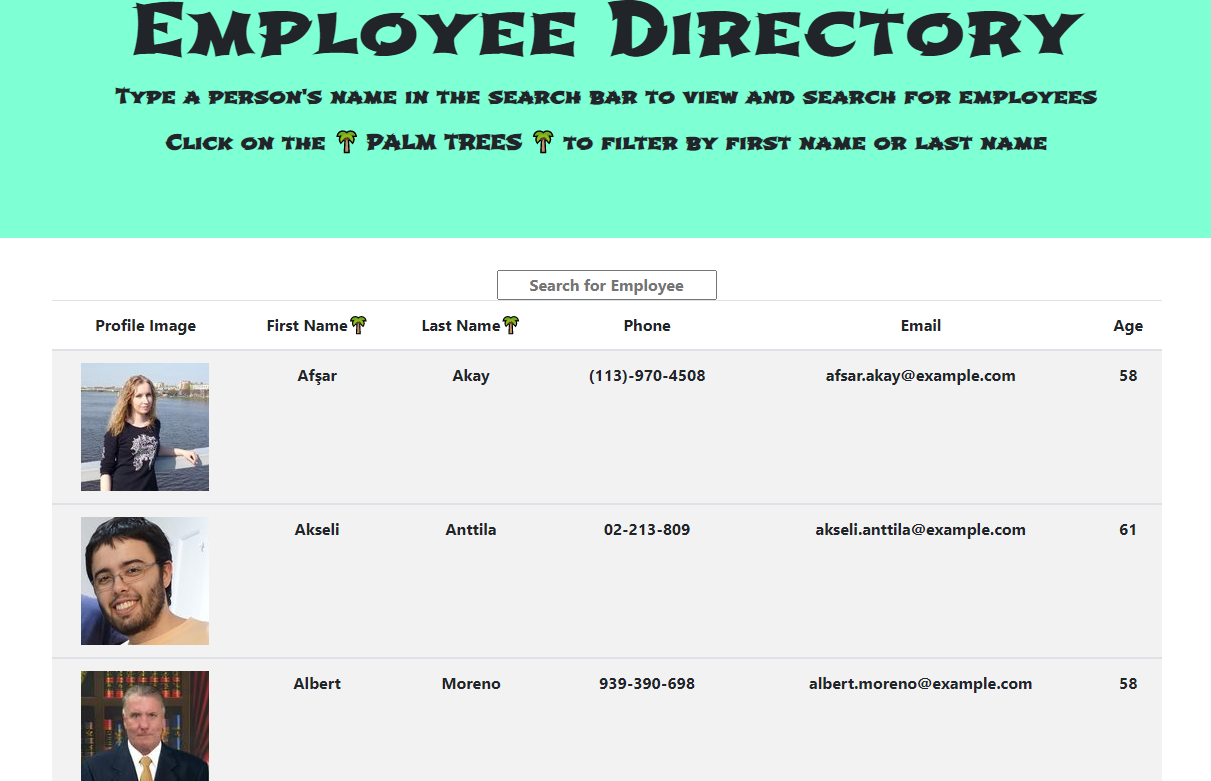 Employee Directory
Type a person's name in the search bar to view and search for employees
Click on the 🌴 PALM TREES 🌴 to filter by first name or last name
Search for Employee
Profile Image First Name🌴 Last Name🌴 Phone Email Age
Afşar Akay (113)-970-4508 afsar.akay@example.com 58
Akseli Anttila 02-213-809 akseli.anttila@example.com 61
Albert Moreno 939-390-698 albert.moreno@example.com 58